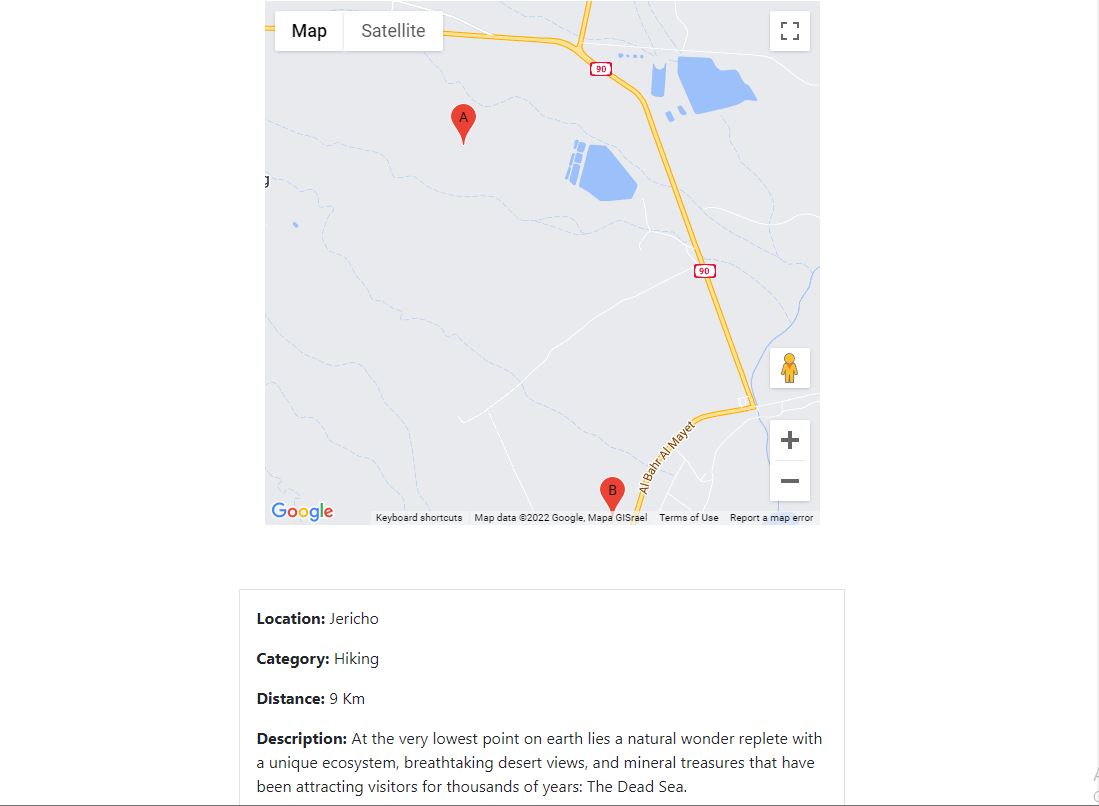 Map Satellite
90
A
g
90
Al Bahr Al Mayet
B
Google
Keyboard shortcuts Map data ©2022 Google, Mapa GISrael Terms of Use Report a map error
Location: Jericho
Category: Hiking
Distance: 9 Km
Description: At the very lowest point on earth lies a natural wonder replete with
a unique ecosystem, breathtaking desert views, and mineral treasures that have
been attracting visitors for thousands of years: The Dead Sea.